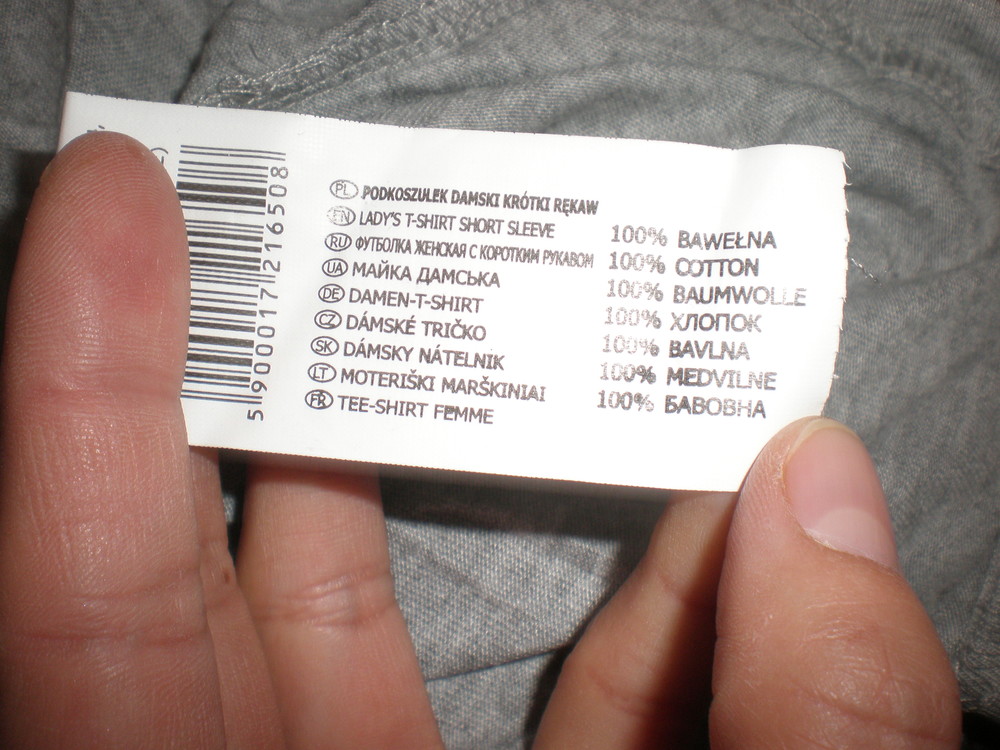 5 900017 216508
PL PODKOSZULEK DAMSKI KRÓTKI RĘKAW
EN LADY'S T-SHIRT SHORT SLEEVE
RU ФУТБОЛКА ЖЕНСКАЯ С КОРОТКИМ РУКАВОМ
UA МАЙКА ДАМСЬКА
DE DAMEN-T-SHIRT
CZ DÁMSKÉ TRIČKO
SK DÁMSKY NÁTELNIK
LT MOTERIŠKI MARŠKINIAI
FR TEE-SHIRT FEMME
100% BAWEŁNA
100% COTTON
100% BAUMWOLLE
100% ХЛОПОК
100% BAVLNA
100% MEDVILNE
100% БАВОВНА